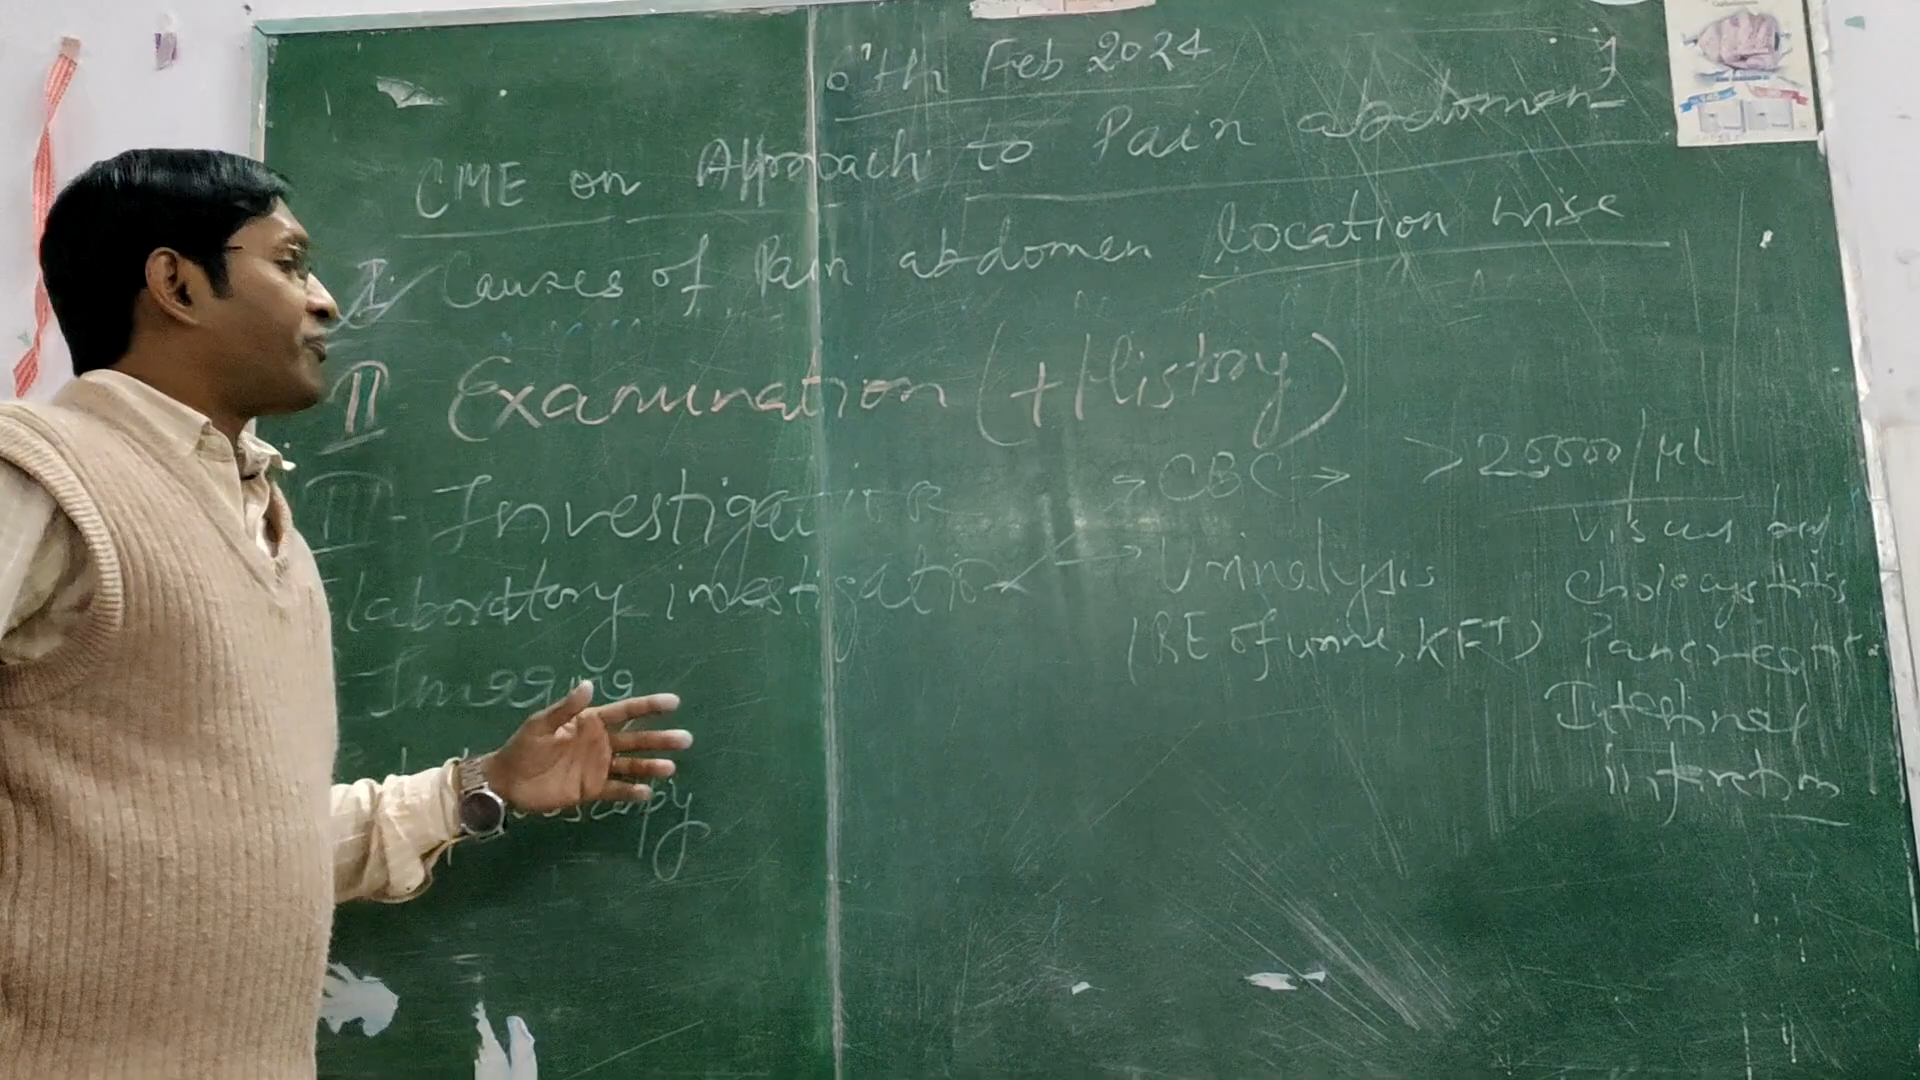 6th Feb 2024
CME on Approach to Pain abdomen
I. Causes of Pain abdomen location wise
II Examination (+History)
III - Investigation
laboratory investigation
→ CBC → >25000/µl
→ Urinalysis
(RE of urine, KFT)
cholecystitis
Pancreatitis
Intestinal
Imaging